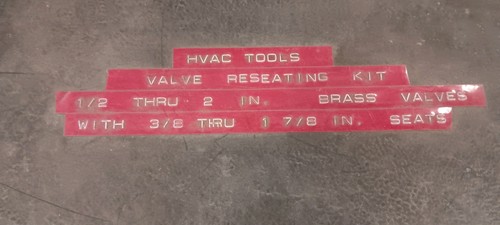 HVAC TOOLS
VALVE RESEATING KIT
1/2 THRU 2 IN. BRASS VALVES
WITH 3/8 THRU 1 7/8 IN. SEATS